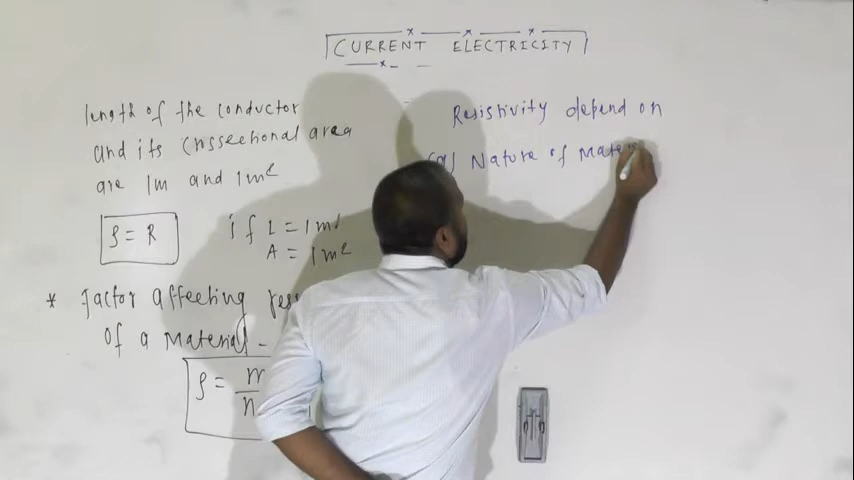 CURRENT ELECTRICITY
length of the conductor
and its crossectional area
are 1m and 1m²
ρ = R if L = 1m
A = 1m²
* Factor affecting
of a Material -
ρ = m
n
Resistivity depend on
(a) Nature of Mate